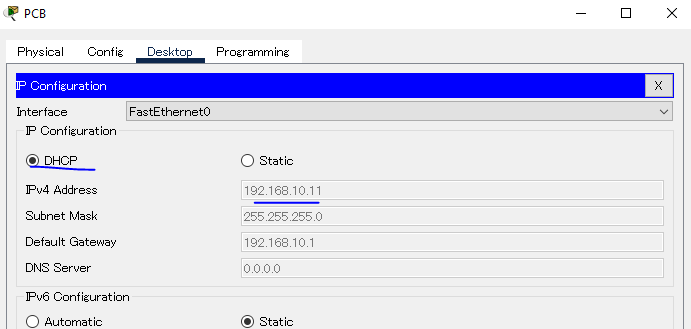 PCB
Physical Config Desktop Programming
IP Configuration X
Interface FastEthernet0
IP Configuration
DHCP Static
IPv4 Address 192.168.10.11
Subnet Mask 255.255.255.0
Default Gateway 192.168.10.1
DNS Server 0.0.0.0
IPv6 Configuration
Automatic Static